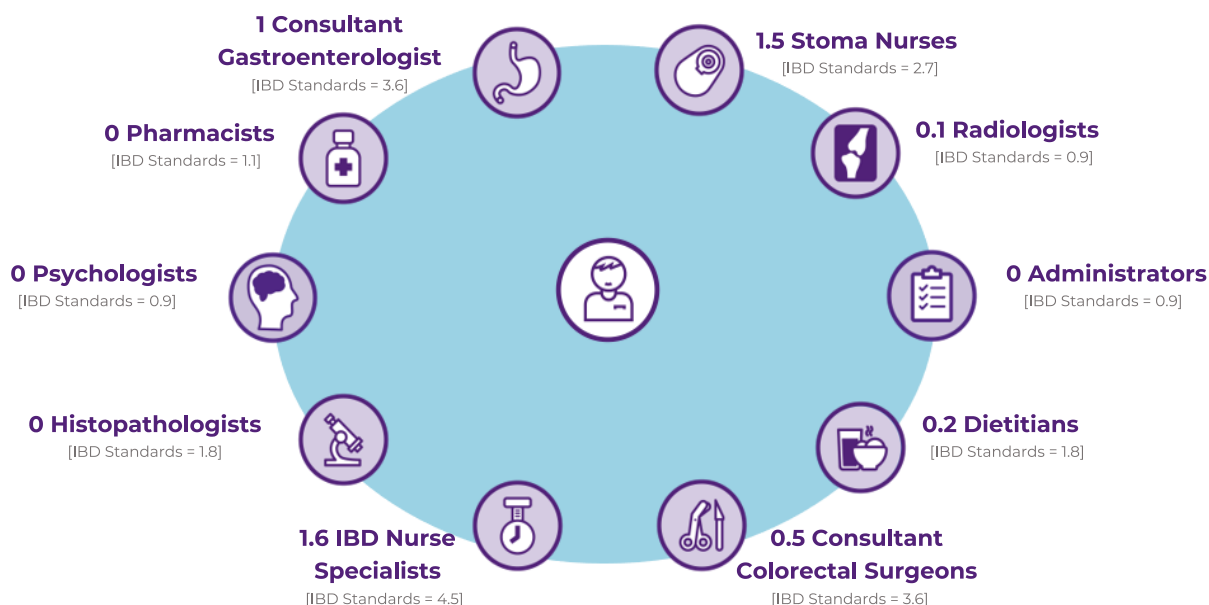 1 Consultant
Gastroenterologist
[IBD Standards = 3.6]
1.5 Stoma Nurses
[IBD Standards = 2.7]
0 Pharmacists
[IBD Standards = 1.1]
0.1 Radiologists
[IBD Standards = 0.9]
0 Psychologists
[IBD Standards = 0.9]
0 Administrators
[IBD Standards = 0.9]
0 Histopathologists
[IBD Standards = 1.8]
0.2 Dietitians
[IBD Standards = 1.8]
1.6 IBD Nurse
Specialists
[IBD Standards = 4.5]
0.5 Consultant
Colorectal Surgeons
[IBD Standards = 3.6]